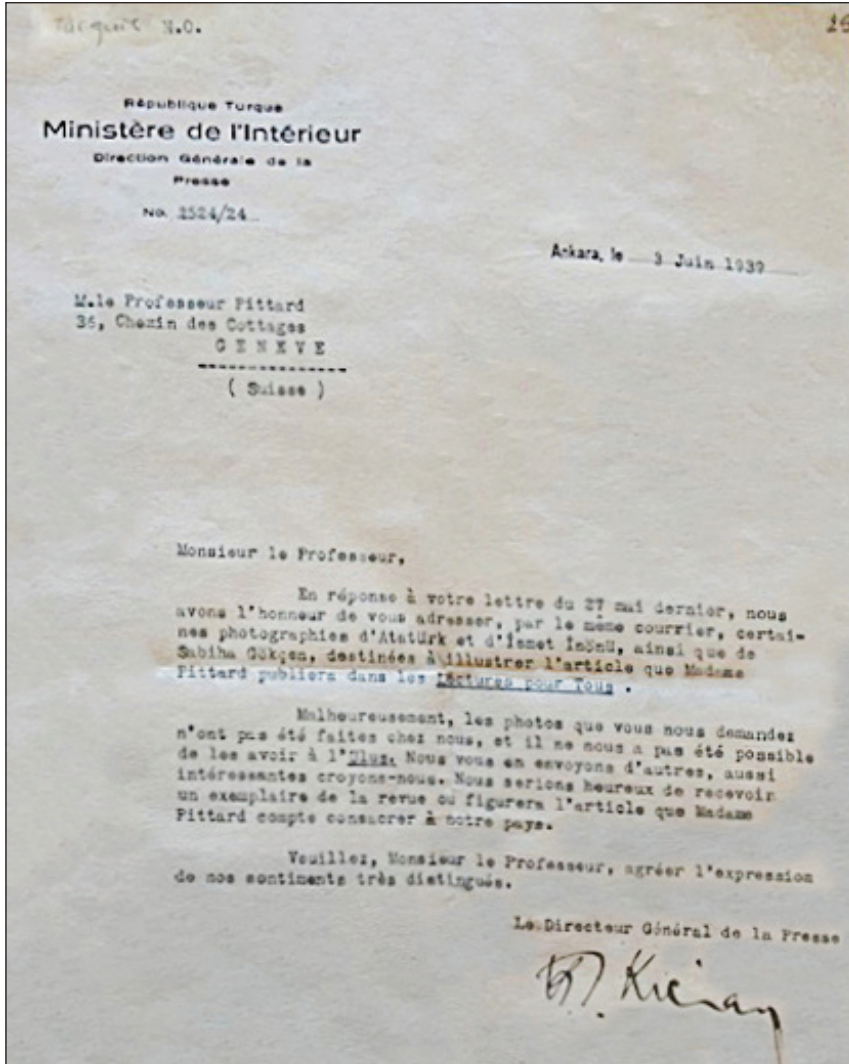 Turquie N.O.
République Turque
Ministère de l'Intérieur
Direction Générale de la
Presse
No. 2524/24
Ankara, le 3 Juin 1939
M.le Professeur Pittard
36, Chemin des Cottages
GENEVE
( Suisse )
Monsieur le Professeur,
En réponse à votre lettre du 27 mai dernier, nous
avons l'honneur de vous adresser, par le même courrier, certai-
nes photographies d'Atatürk et d'İsmet İnönü, ainsi que de
Sabiha Gökçen, destinées à illustrer l'article que Madame
Pittard publiera dans les Lectures pour Tous .
Malheureusement, les photos que vous nous demandez
n'ont pas été faites chez nous, et il ne nous a pas été possible
de les avoir à l'Ulus. Nous vous en envoyons d'autres, aussi
intéressantes croyons-nous. Nous serions heureux de recevoir
un exemplaire de la revue où figurera l'article que Madame
Pittard compte consacrer à notre pays.
Veuillez, Monsieur le Professeur, agréer l'expression
de nos sentiments très distingués.
Le Directeur Général de la Presse